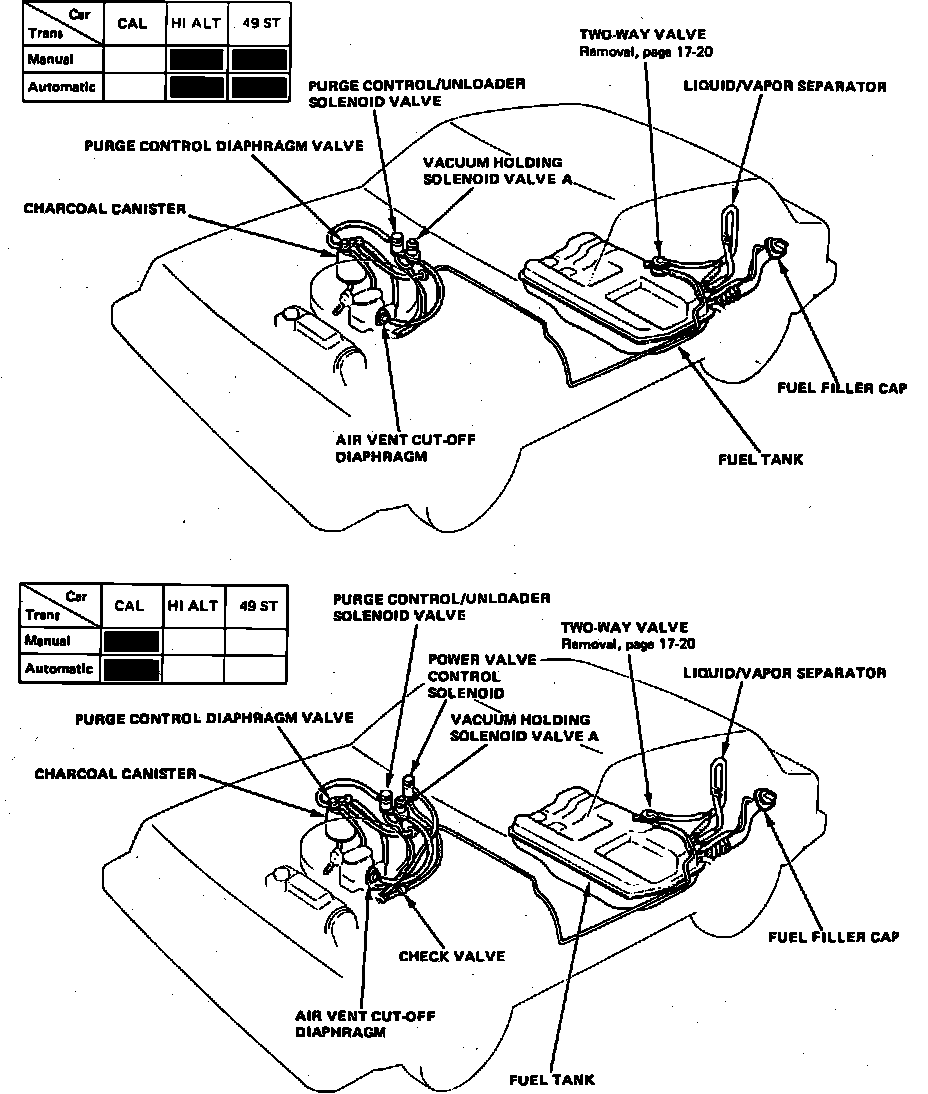 Car
Trans
CAL
HI ALT
49 ST
Manual
Automatic
TWO-WAY VALVE
Removal, page 17-20
PURGE CONTROL/UNLOADER
SOLENOID VALVE
LIQUID/VAPOR SEPARATOR
PURGE CONTROL DIAPHRAGM VALVE
VACUUM HOLDING
SOLENOID VALVE A
CHARCOAL CANISTER
FUEL FILLER CAP
AIR VENT CUT-OFF
DIAPHRAGM
FUEL TANK
Car
Trans
CAL
HI ALT
49 ST
Manual
Automatic
PURGE CONTROL/UNLOADER
SOLENOID VALVE
TWO-WAY VALVE
Removal, page 17-20
POWER VALVE
CONTROL
SOLENOID
LIQUID/VAPOR SEPARATOR
PURGE CONTROL DIAPHRAGM VALVE
VACUUM HOLDING
SOLENOID VALVE A
CHARCOAL CANISTER
FUEL FILLER CAP
CHECK VALVE
AIR VENT CUT-OFF
DIAPHRAGM
FUEL TANK